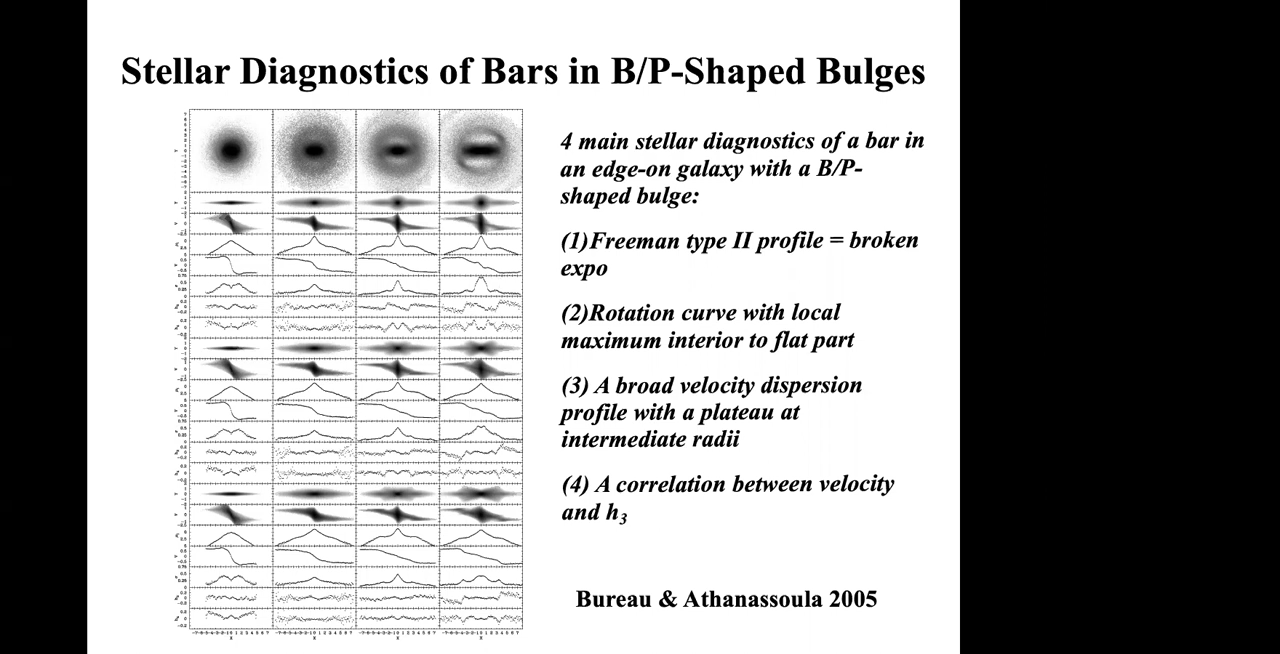 Stellar Diagnostics of Bars in B/P-Shaped Bulges
4 main stellar diagnostics of a bar in
an edge-on galaxy with a B/P-
shaped bulge:
(1)Freeman type II profile = broken
expo
(2)Rotation curve with local
maximum interior to flat part
(3) A broad velocity dispersion
profile with a plateau at
intermediate radii
(4) A correlation between velocity
and h3
Bureau & Athanassoula 2005